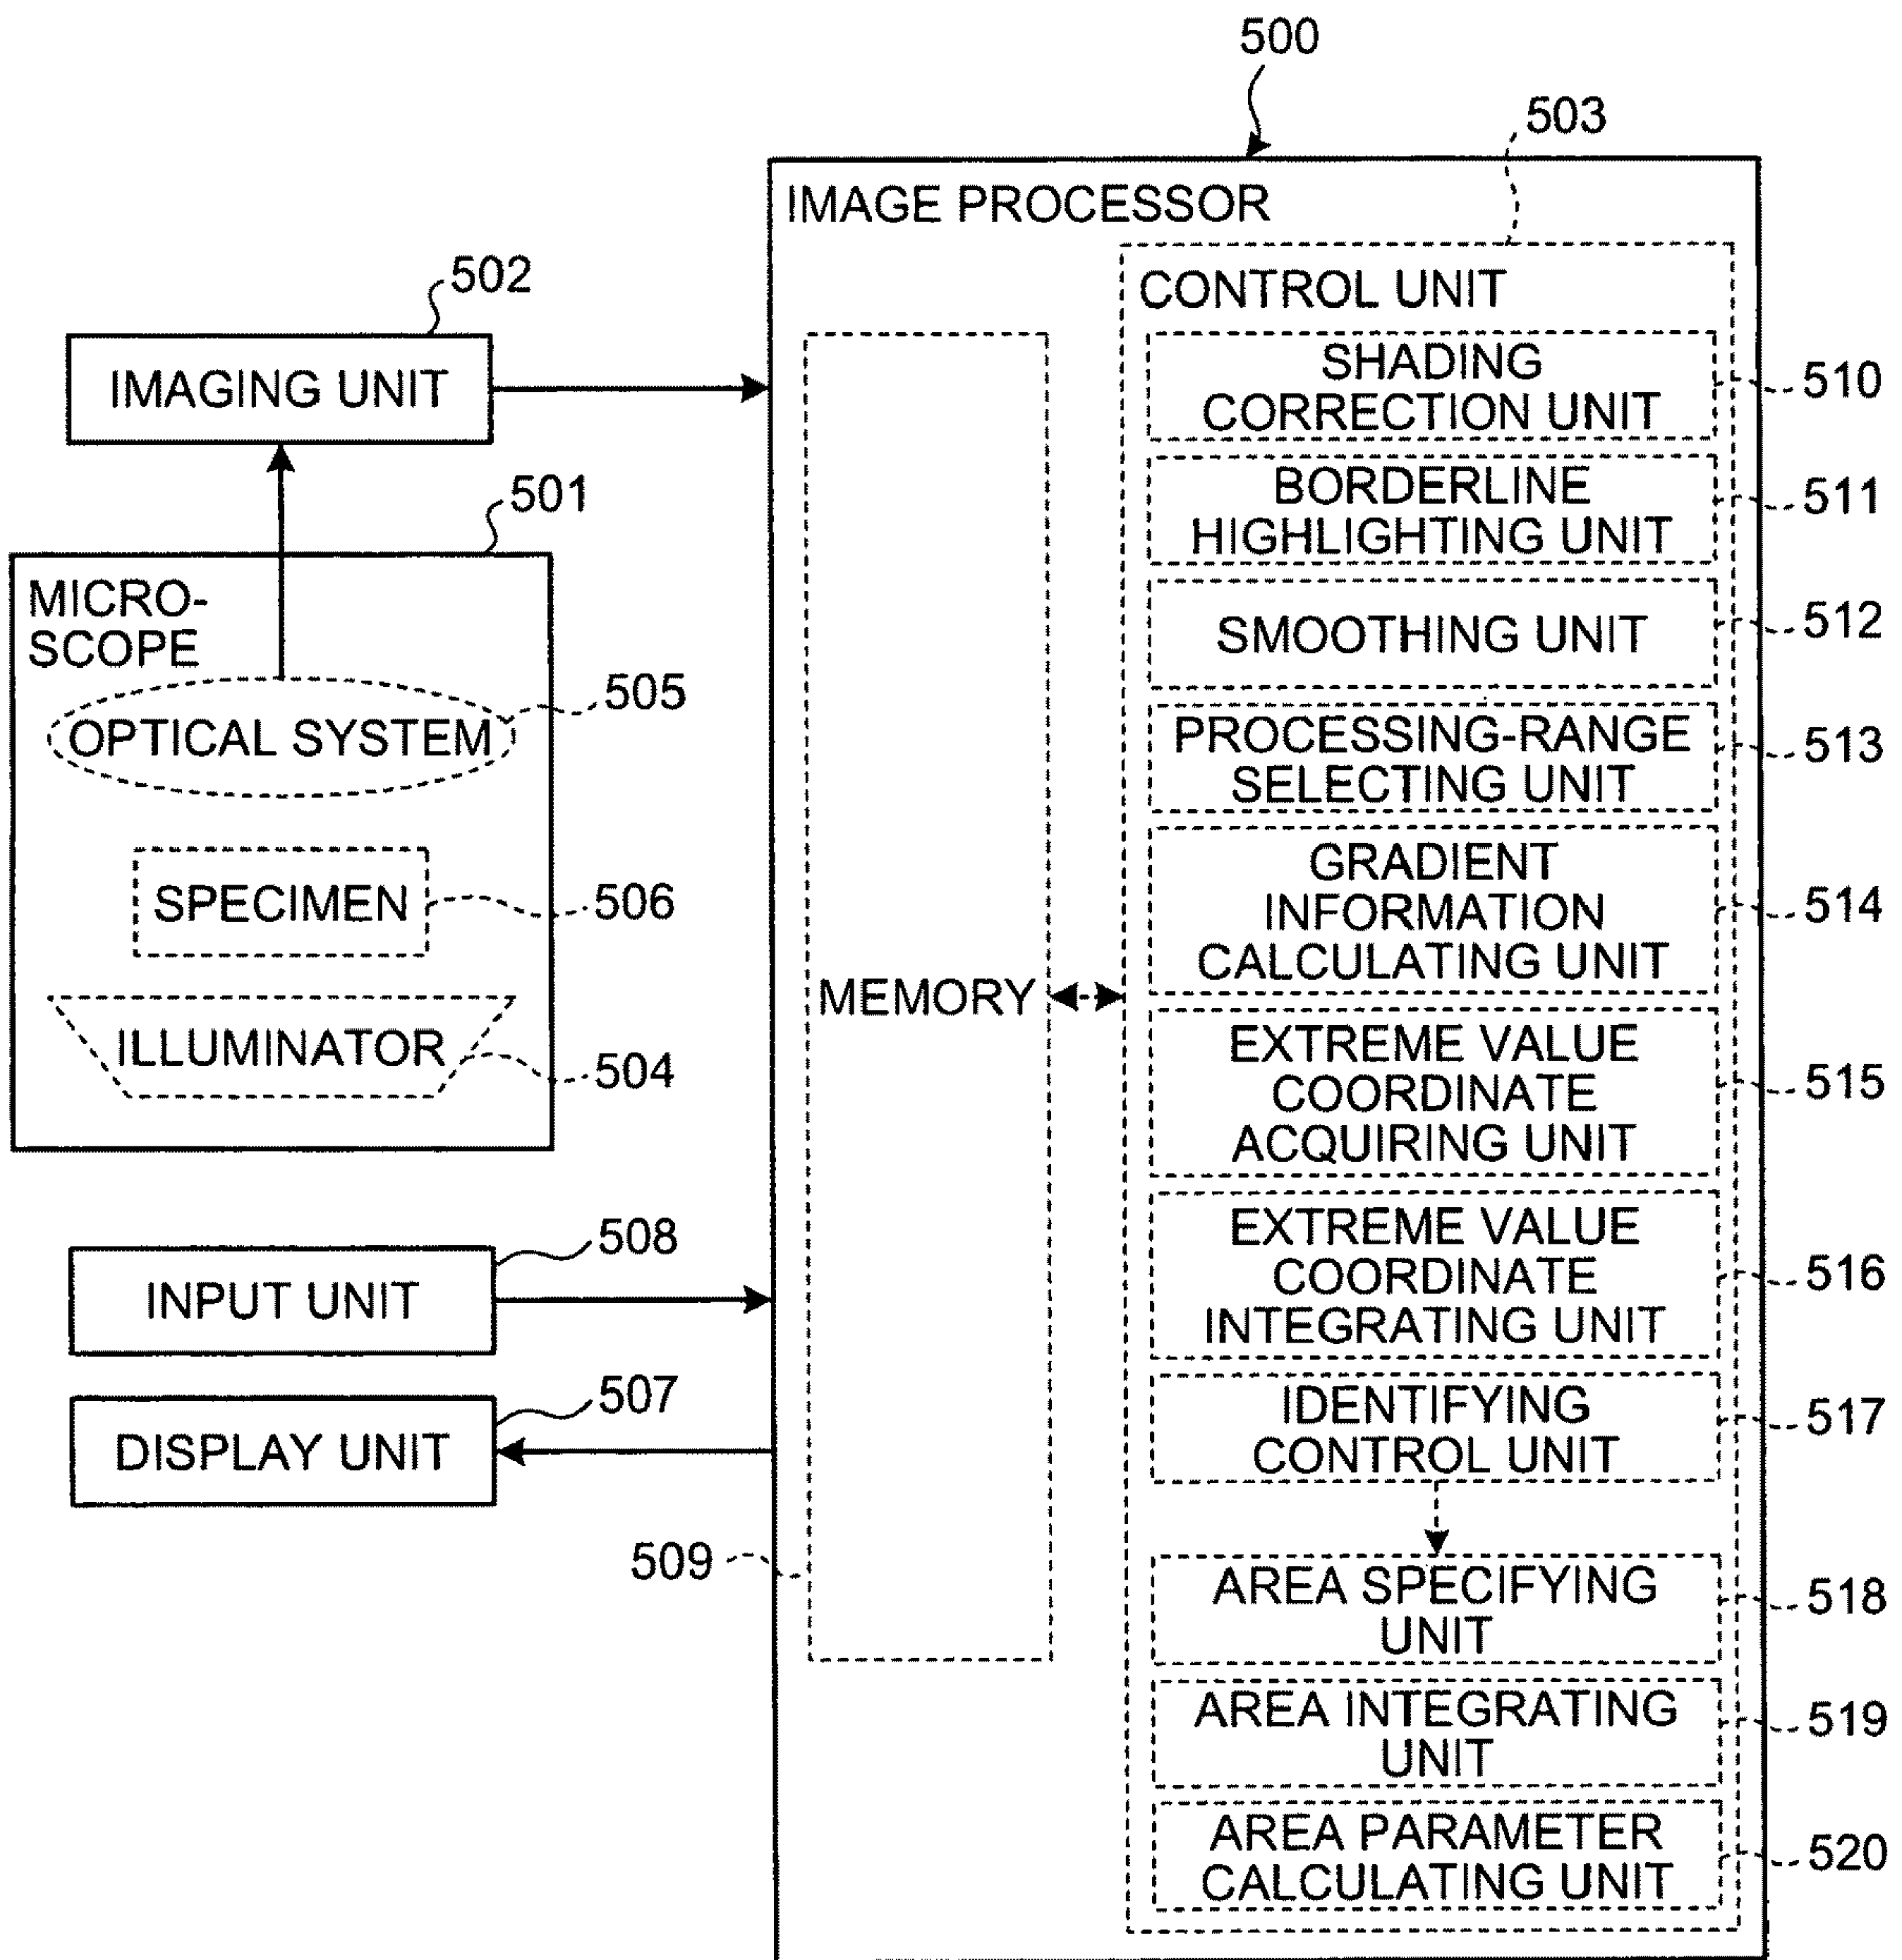 500
503
IMAGE PROCESSOR
502
CONTROL UNIT
IMAGING UNIT
SHADING
CORRECTION UNIT
510
501
BORDERLINE
HIGHLIGHTING UNIT
511
MICRO-
SCOPE
SMOOTHING UNIT
512
505
OPTICAL SYSTEM
PROCESSING-RANGE
SELECTING UNIT
513
SPECIMEN
506
GRADIENT
INFORMATION
CALCULATING UNIT
514
MEMORY
ILLUMINATOR
504
EXTREME VALUE
COORDINATE
ACQUIRING UNIT
515
508
INPUT UNIT
EXTREME VALUE
COORDINATE
INTEGRATING UNIT
516
507
DISPLAY UNIT
IDENTIFYING
CONTROL UNIT
517
509
AREA SPECIFYING
UNIT
518
AREA INTEGRATING
UNIT
519
AREA PARAMETER
CALCULATING UNIT
520